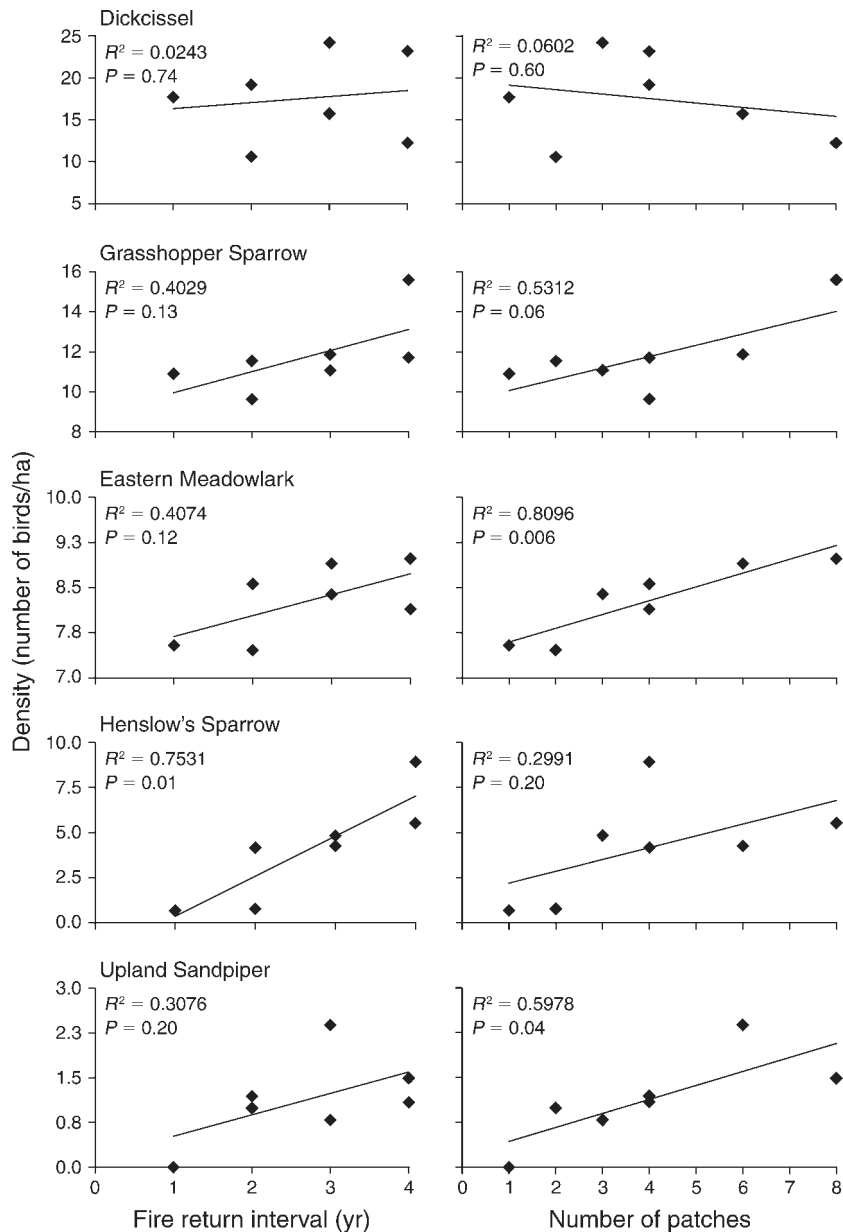 Dickcissel
R² = 0.0243
P = 0.74
R² = 0.0602
P = 0.60
25
20
15
10
5
0 1 2 3 4
0 1 2 3 4 5 6 7 8
Grasshopper Sparrow
R² = 0.4029
P = 0.13
R² = 0.5312
P = 0.06
16
14
12
10
8
Eastern Meadowlark
R² = 0.4074
P = 0.12
R² = 0.8096
P = 0.006
10.0
9.3
8.5
7.8
7.0
Density (number of birds/ha)
Henslow's Sparrow
R² = 0.7531
P = 0.01
R² = 0.2991
P = 0.20
10.0
7.5
5.0
2.5
0.0
Upland Sandpiper
R² = 0.3076
P = 0.20
R² = 0.5978
P = 0.04
3.0
2.3
1.5
0.8
0.0
Fire return interval (yr)
Number of patches